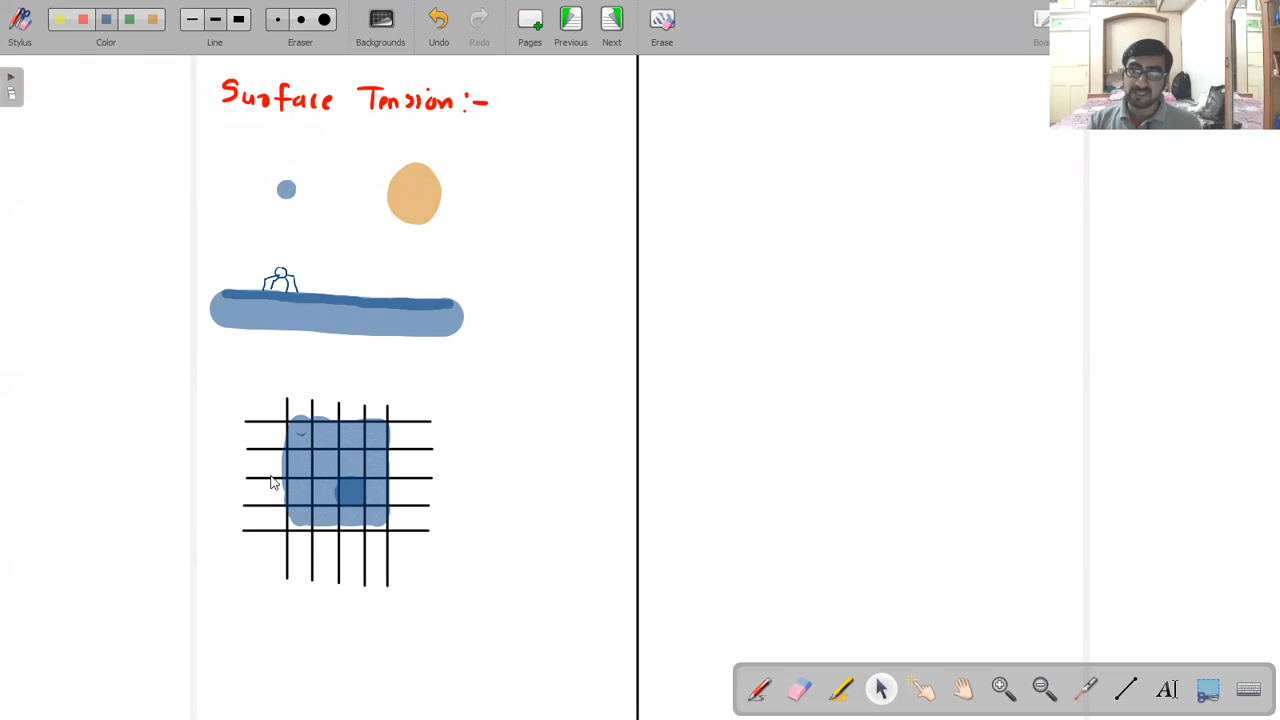 Stylus
Color
Line
Eraser
Backgrounds
Undo
Redo
Pages
Previous
Next
Erase
Surface Tension :-